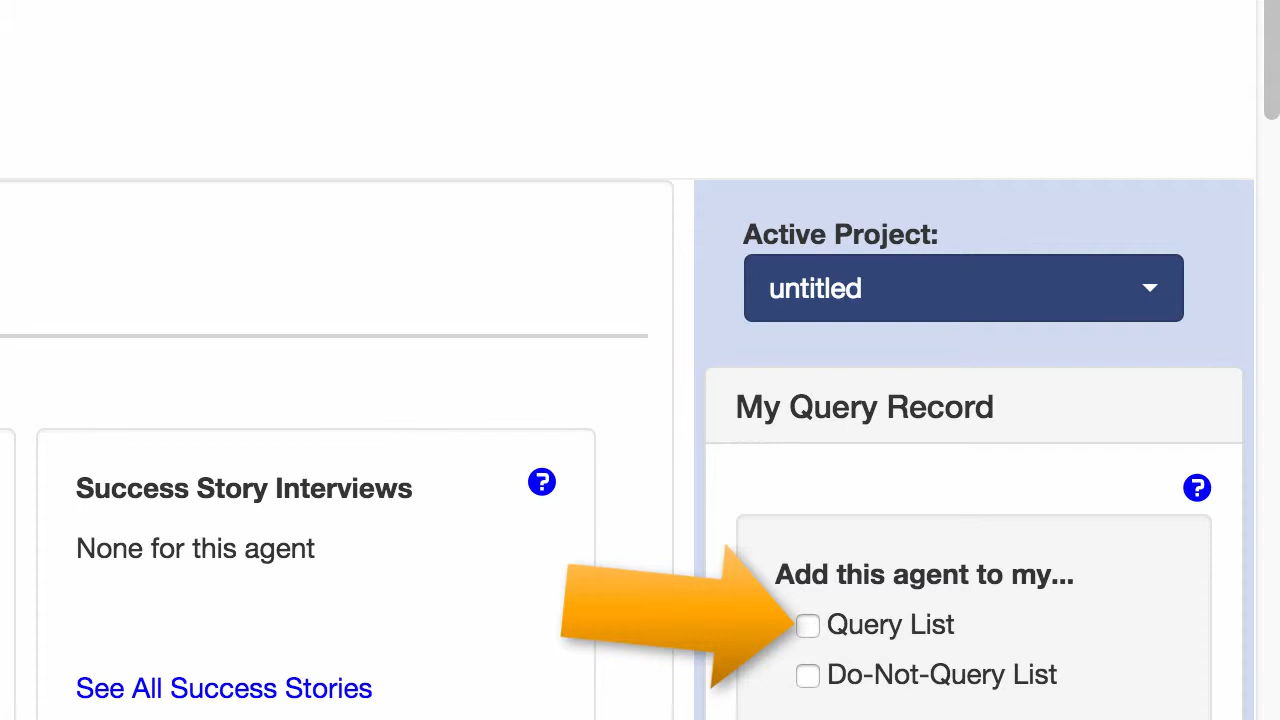 Active Project:
untitled
My Query Record
Success Story Interviews
None for this agent
See All Success Stories
Add this agent to my...
Query List
Do-Not-Query List